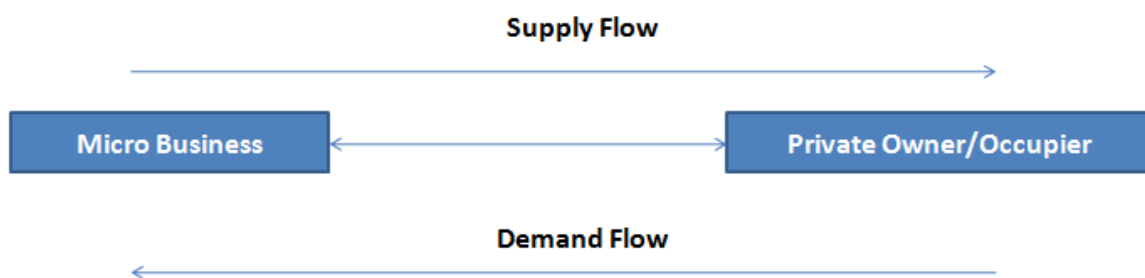 Supply Flow
Micro Business
Private Owner/Occupier
Demand Flow